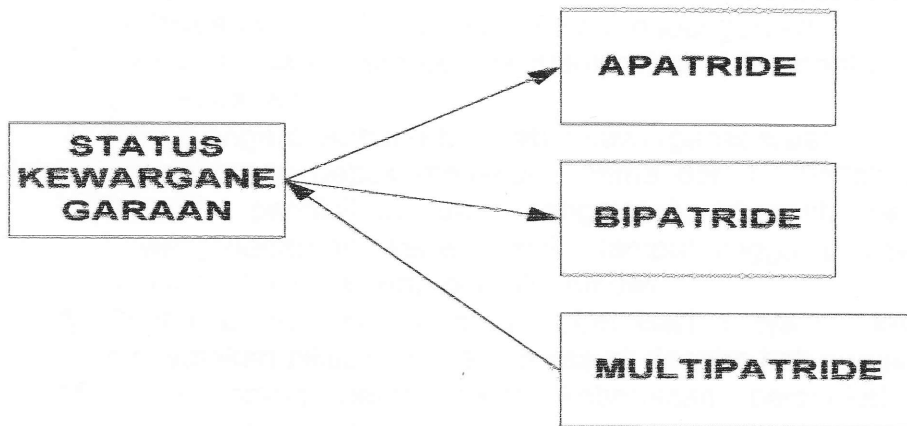 STATUS
KEWARGANE
GARAAN
APATRIDE
BIPATRIDE
MULTIPATRIDE